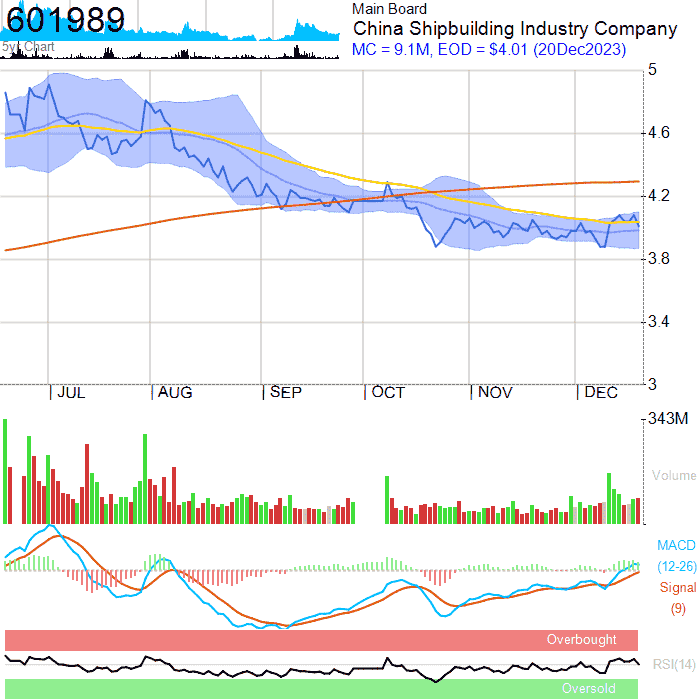 601989
5yr Chart
Main Board
China Shipbuilding Industry Company
MC = 9.1M, EOD = $4.01 (20Dec2023)
5
4.6
4.2
3.8
3.4
3
JUL AUG SEP OCT NOV DEC
343M
Volume
MACD
(12-26)
Signal
(9)
Overbought
RSI(14)
Oversold